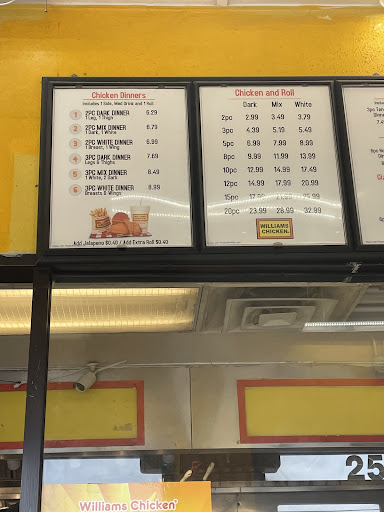 Chicken Dinners
Includes 1 Side, Med Drink and 1 Roll
1 2PC DARK DINNER 6.29
1 Leg, 1 Thigh
2 2PC MIX DINNER 6.79
1 Dark, 1 White
3 2PC WHITE DINNER 6.99
1 Breast, 1 Wing
4 3PC DARK DINNER 7.69
Legs & Thighs
5 3PC MIX DINNER 8.49
1 White, 2 Dark
6 3PC WHITE DINNER 8.99
Breasts & Wings
Add Jalapeno $0.40 / Add Extra Roll $0.40
Chicken and Roll
Dark Mix White
2pc 2.99 3.49 3.79
3pc 4.39 5.19 5.49
5pc 6.99 7.99 8.99
8pc 9.99 11.99 13.99
10pc 12.99 14.99 17.49
12pc 14.99 17.99 20.99
15pc
20pc 23.99 28.99 32.99
WILLIAMS
CHICKEN.
25
Williams Chicken